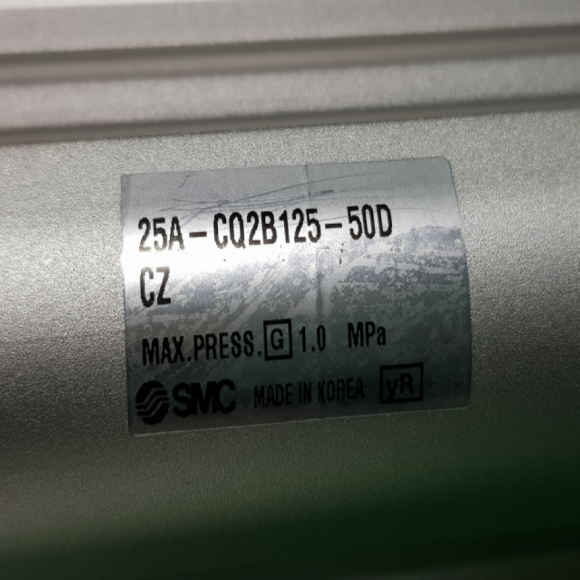 25A-CQ2B125-50D
CZ
MAX.PRESS. G 1.0 MPa
SMC MADE IN KOREA yR